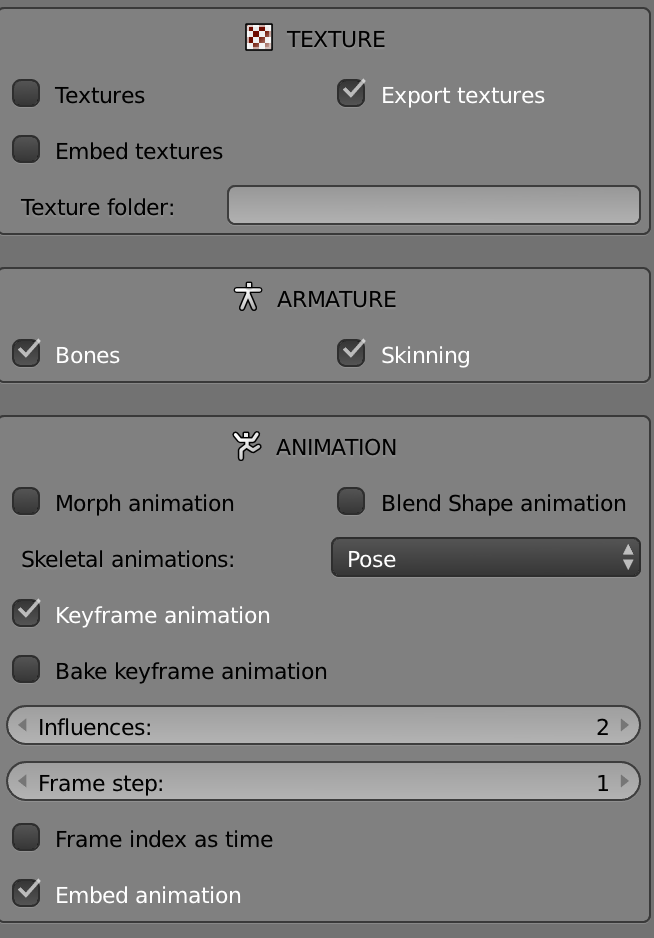 TEXTURE
Textures Export textures
Embed textures
Texture folder:
ARMATURE
Bones Skinning
ANIMATION
Morph animation Blend Shape animation
Skeletal animations: Pose
Keyframe animation
Bake keyframe animation
Influences: 2
Frame step: 1
Frame index as time
Embed animation